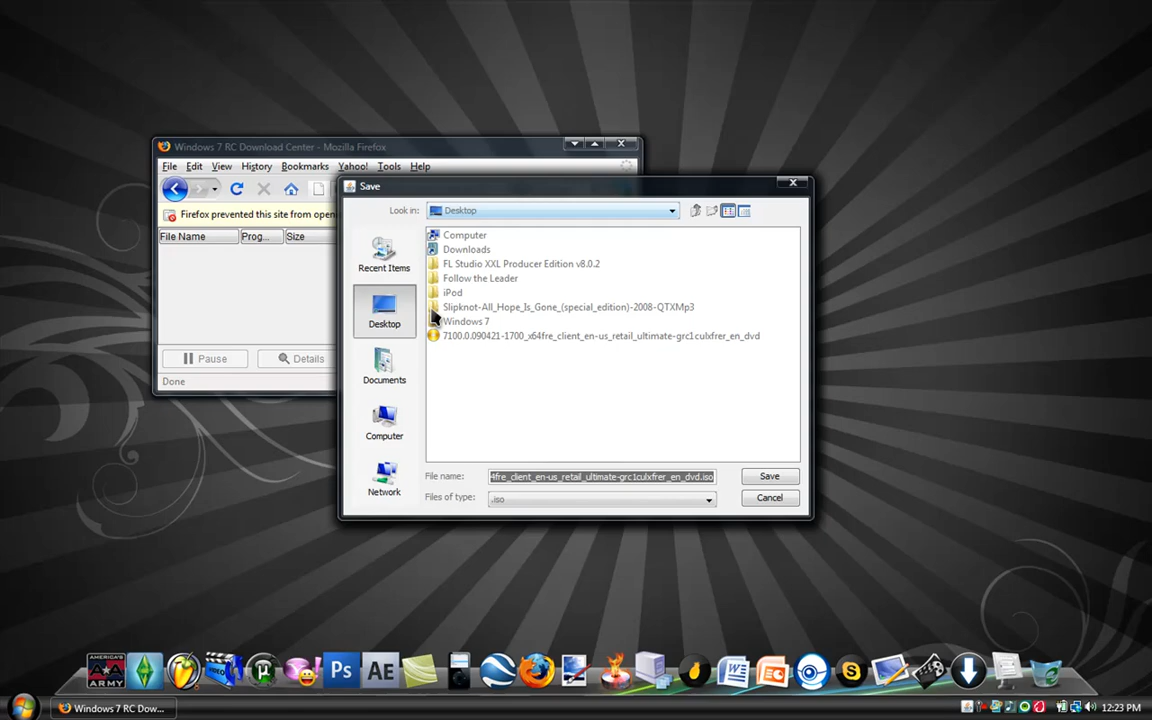 Windows 7 RC Download Center - Mozilla Firefox
File Edit View History Bookmarks Yahoo! Tools Help
Firefox prevented this site from open
File Name Prog... Size
Pause Details
Done
Save
Look in: Desktop
Recent Items
Desktop
Documents
Computer
Network
Computer
Downloads
FL Studio XXL Producer Edition v8.0.2
Follow the Leader
iPod
Slipknot-All_Hope_Is_Gone_(special_edition)-2008-QTXMp3
Windows 7
7100.0.090421-1700_x64fre_client_en-us_retail_ultimate-grc1culxfrer_en_dvd
File name: 4fre_client_en-us_retail_ultimate-grc1culxfrer_en_dvd.iso Save
Files of type: .iso Cancel
AMERICA'S
ARMY
Ps
AE
Windows 7 RC Dow...
12:23 PM